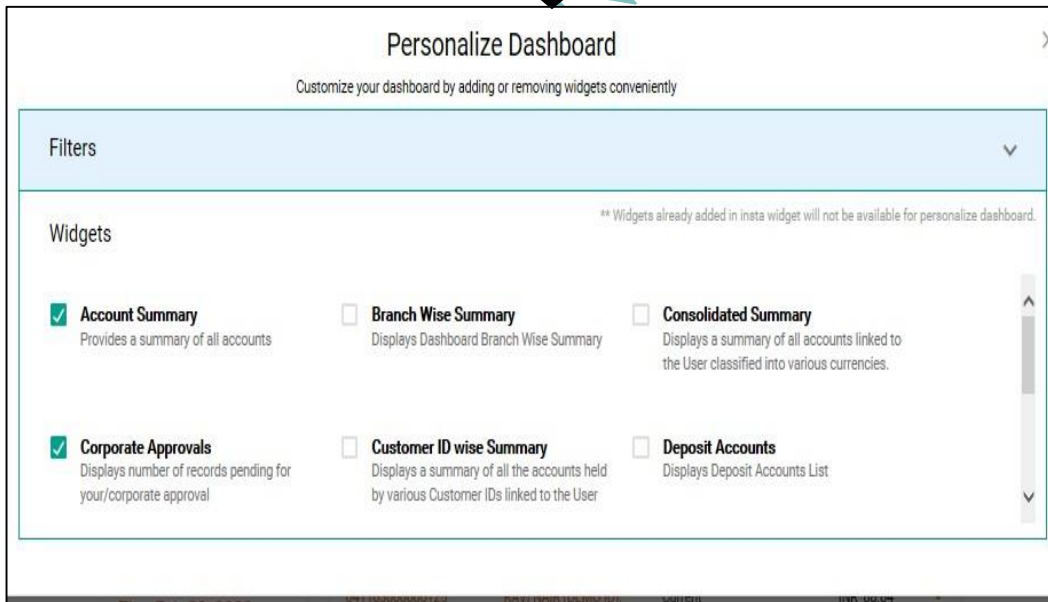 Personalize Dashboard
Customize your dashboard by adding or removing widgets conveniently
Filters
** Widgets already added in insta widget will not be available for personalize dashboard.
Widgets
Account Summary
Provides a summary of all accounts
Branch Wise Summary
Displays Dashboard Branch Wise Summary
Consolidated Summary
Displays a summary of all accounts linked to
the User classified into various currencies.
Corporate Approvals
Displays number of records pending for
your/corporate approval
Customer ID wise Summary
Displays a summary of all the accounts held
by various Customer IDs linked to the User
Deposit Accounts
Displays Deposit Accounts List